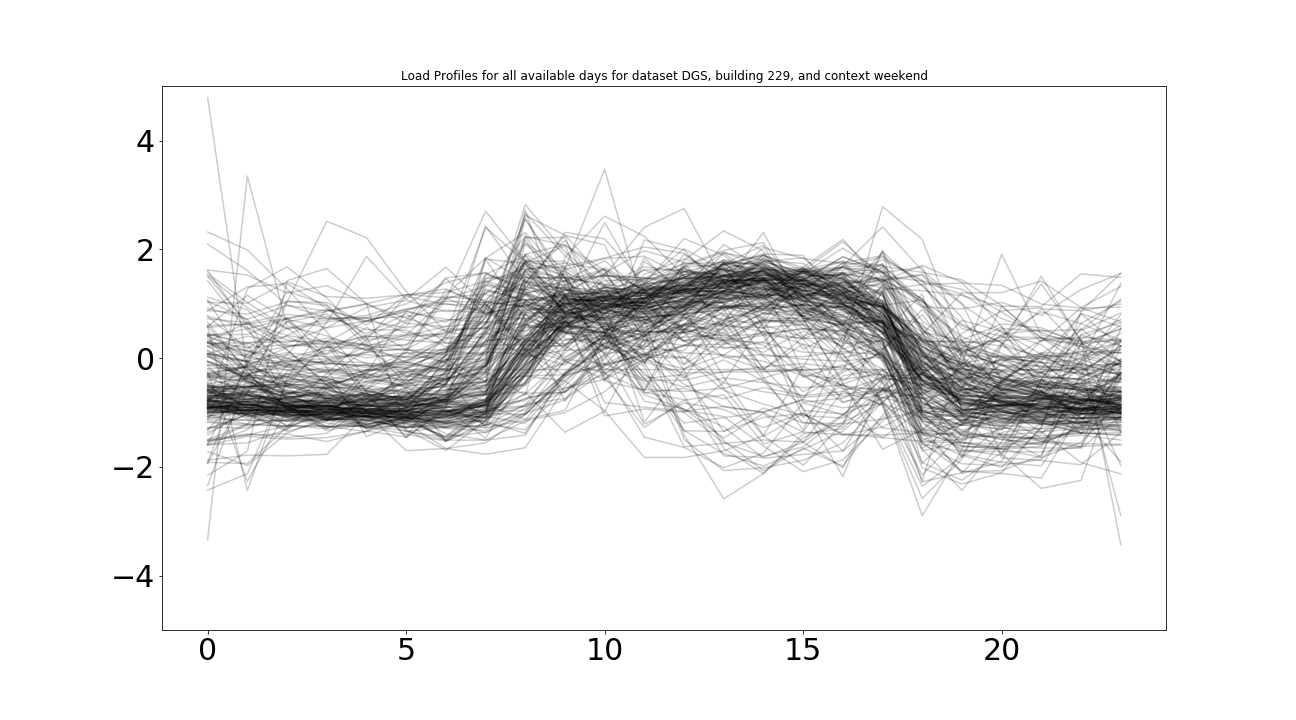 Load Profiles for all available days for dataset DGS, building 229, and context weekend
4
2
0
−2
−4
0 5 10 15 20